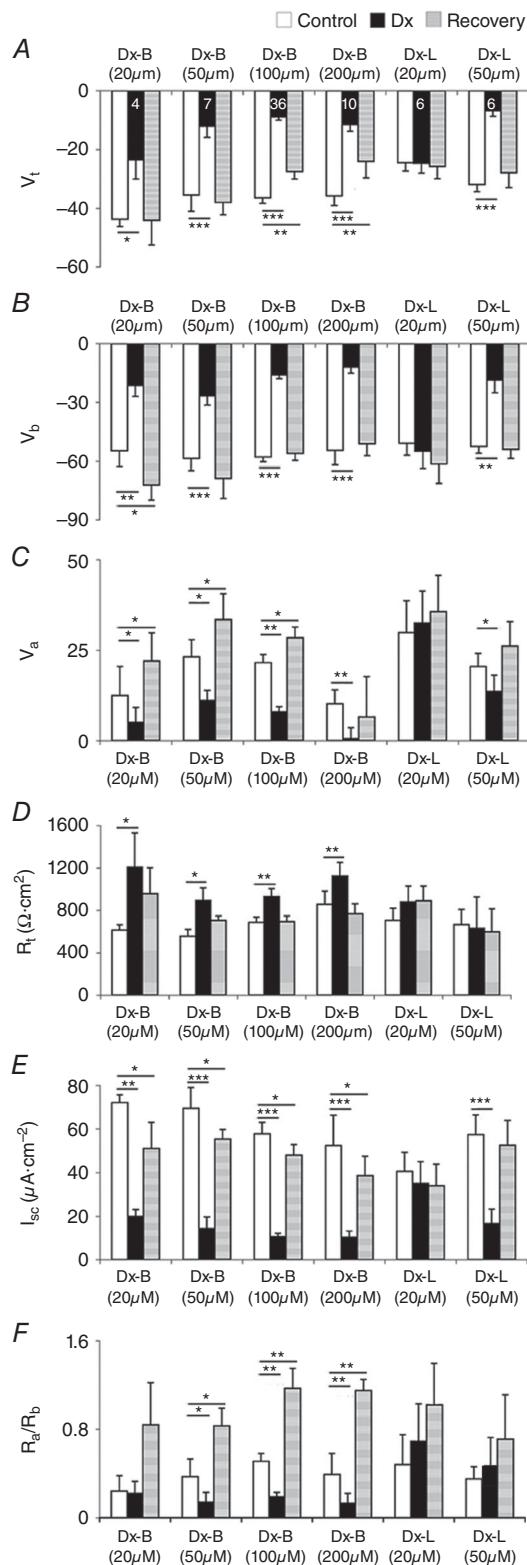 Control Dx Recovery
A
Dx-B Dx-B Dx-B Dx-B Dx-L Dx-L
(20µm) (50µm) (100µm) (200µm) (20µm) (50µm)
0
4 7 36 10 6 6
−20
Vt
−40
* *** *** *** ***
** **
−60
B
Dx-B Dx-B Dx-B Dx-B Dx-L Dx-L
(20µm) (50µm) (100µm) (200µm) (20µm) (50µm)
0
−30
Vb
−60
** *** *** *** **
*
−90
C
50
* * *
* * ** ** *
Va
25
0
Dx-B Dx-B Dx-B Dx-B Dx-L Dx-L
(20µM) (50µM) (100µM) (200µM) (20µM) (50µM)
D
1600
* * ** **
1200
Rt (Ω·cm²)
800
400
0
Dx-B Dx-B Dx-B Dx-B Dx-L Dx-L
(20µM) (50µM) (100µM) (200µm) (20µM) (50µM)
E
* * * *
** *** *** *** ***
80
60
Isc (µA·cm−2)
40
20
0
Dx-B Dx-B Dx-B Dx-B Dx-L Dx-L
(20µM) (50µM) (100µM) (200µM) (20µM) (50µM)
F
1.6
* ** **
* ** **
Ra/Rb
0.8
0
Dx-B Dx-B Dx-B Dx-B Dx-L Dx-L
(20µM) (50µM) (100µM) (200µM) (20µM) (50µM)